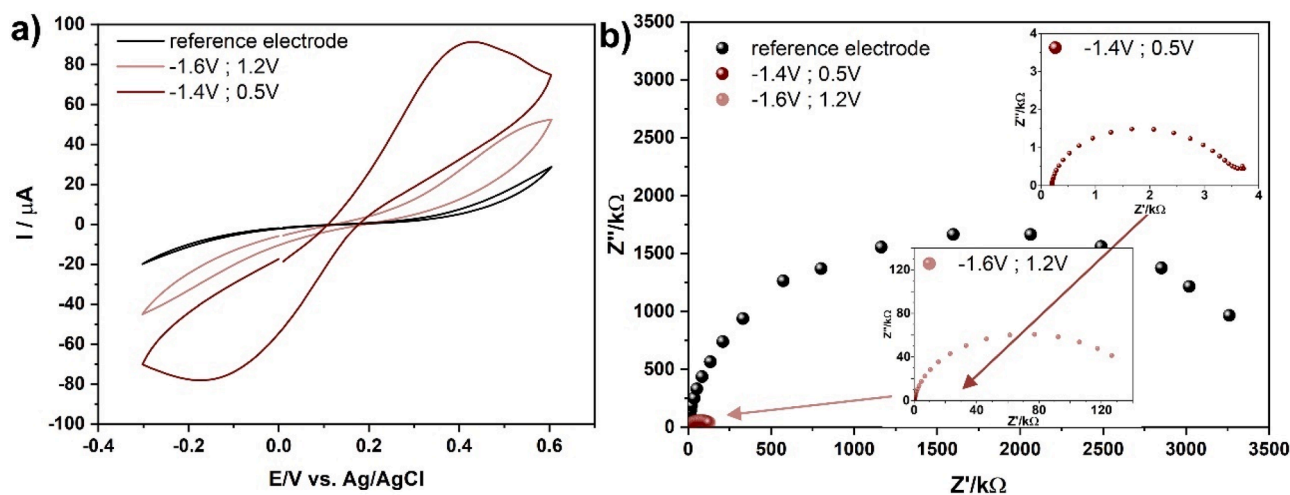 a)
reference electrode
-1.6V ; 1.2V
-1.4V ; 0.5V
I / μA
100
80
60
40
20
0
-20
-40
-60
-80
-100
-0.4
-0.2
0.0
0.2
0.4
0.6
E/V vs. Ag/AgCl
b)
reference electrode
-1.4V ; 0.5V
-1.6V ; 1.2V
Z''/kΩ
3500
3000
2500
2000
1500
1000
500
0
0
500
1000
1500
2000
2500
3000
3500
Z'/kΩ
-1.4V ; 0.5V
Z''/kΩ
4
3
2
1
0
0
1
2
3
4
Z'/kΩ
-1.6V ; 1.2V
Z''/kΩ
120
80
40
0
0
40
80
120
Z'/kΩ